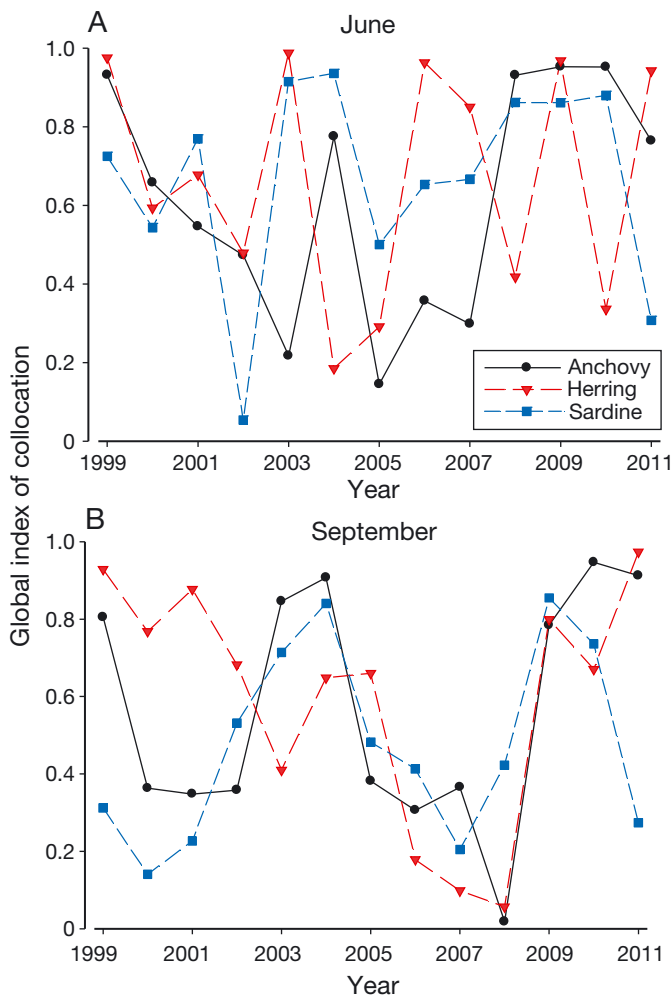 A
June
1.0
0.8
0.6
0.4
0.2
0
Anchovy
Herring
Sardine
1999 2001 2003 2005 2007 2009 2011
Year
Global index of collocation
B
September
1.0
0.8
0.6
0.4
0.2
0
1999 2001 2003 2005 2007 2009 2011
Year